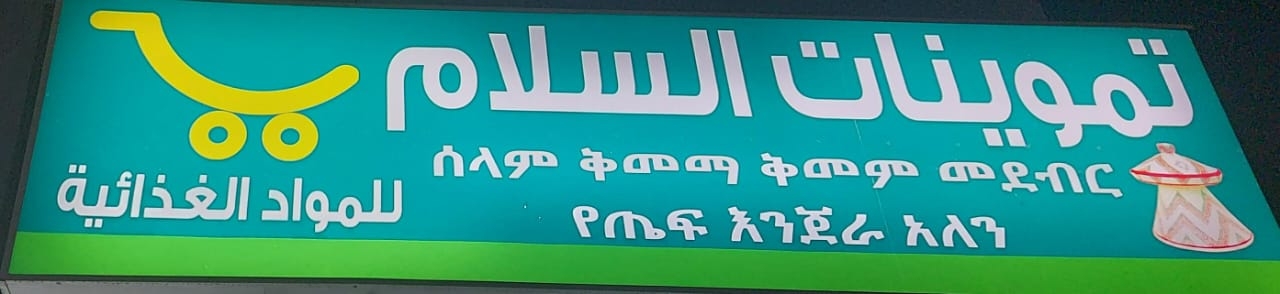 تموينات السلام
للمواد الغذائية
ሰላም ቅመማ ቅመም መደብር
የጤፍ እንጀራ አለን